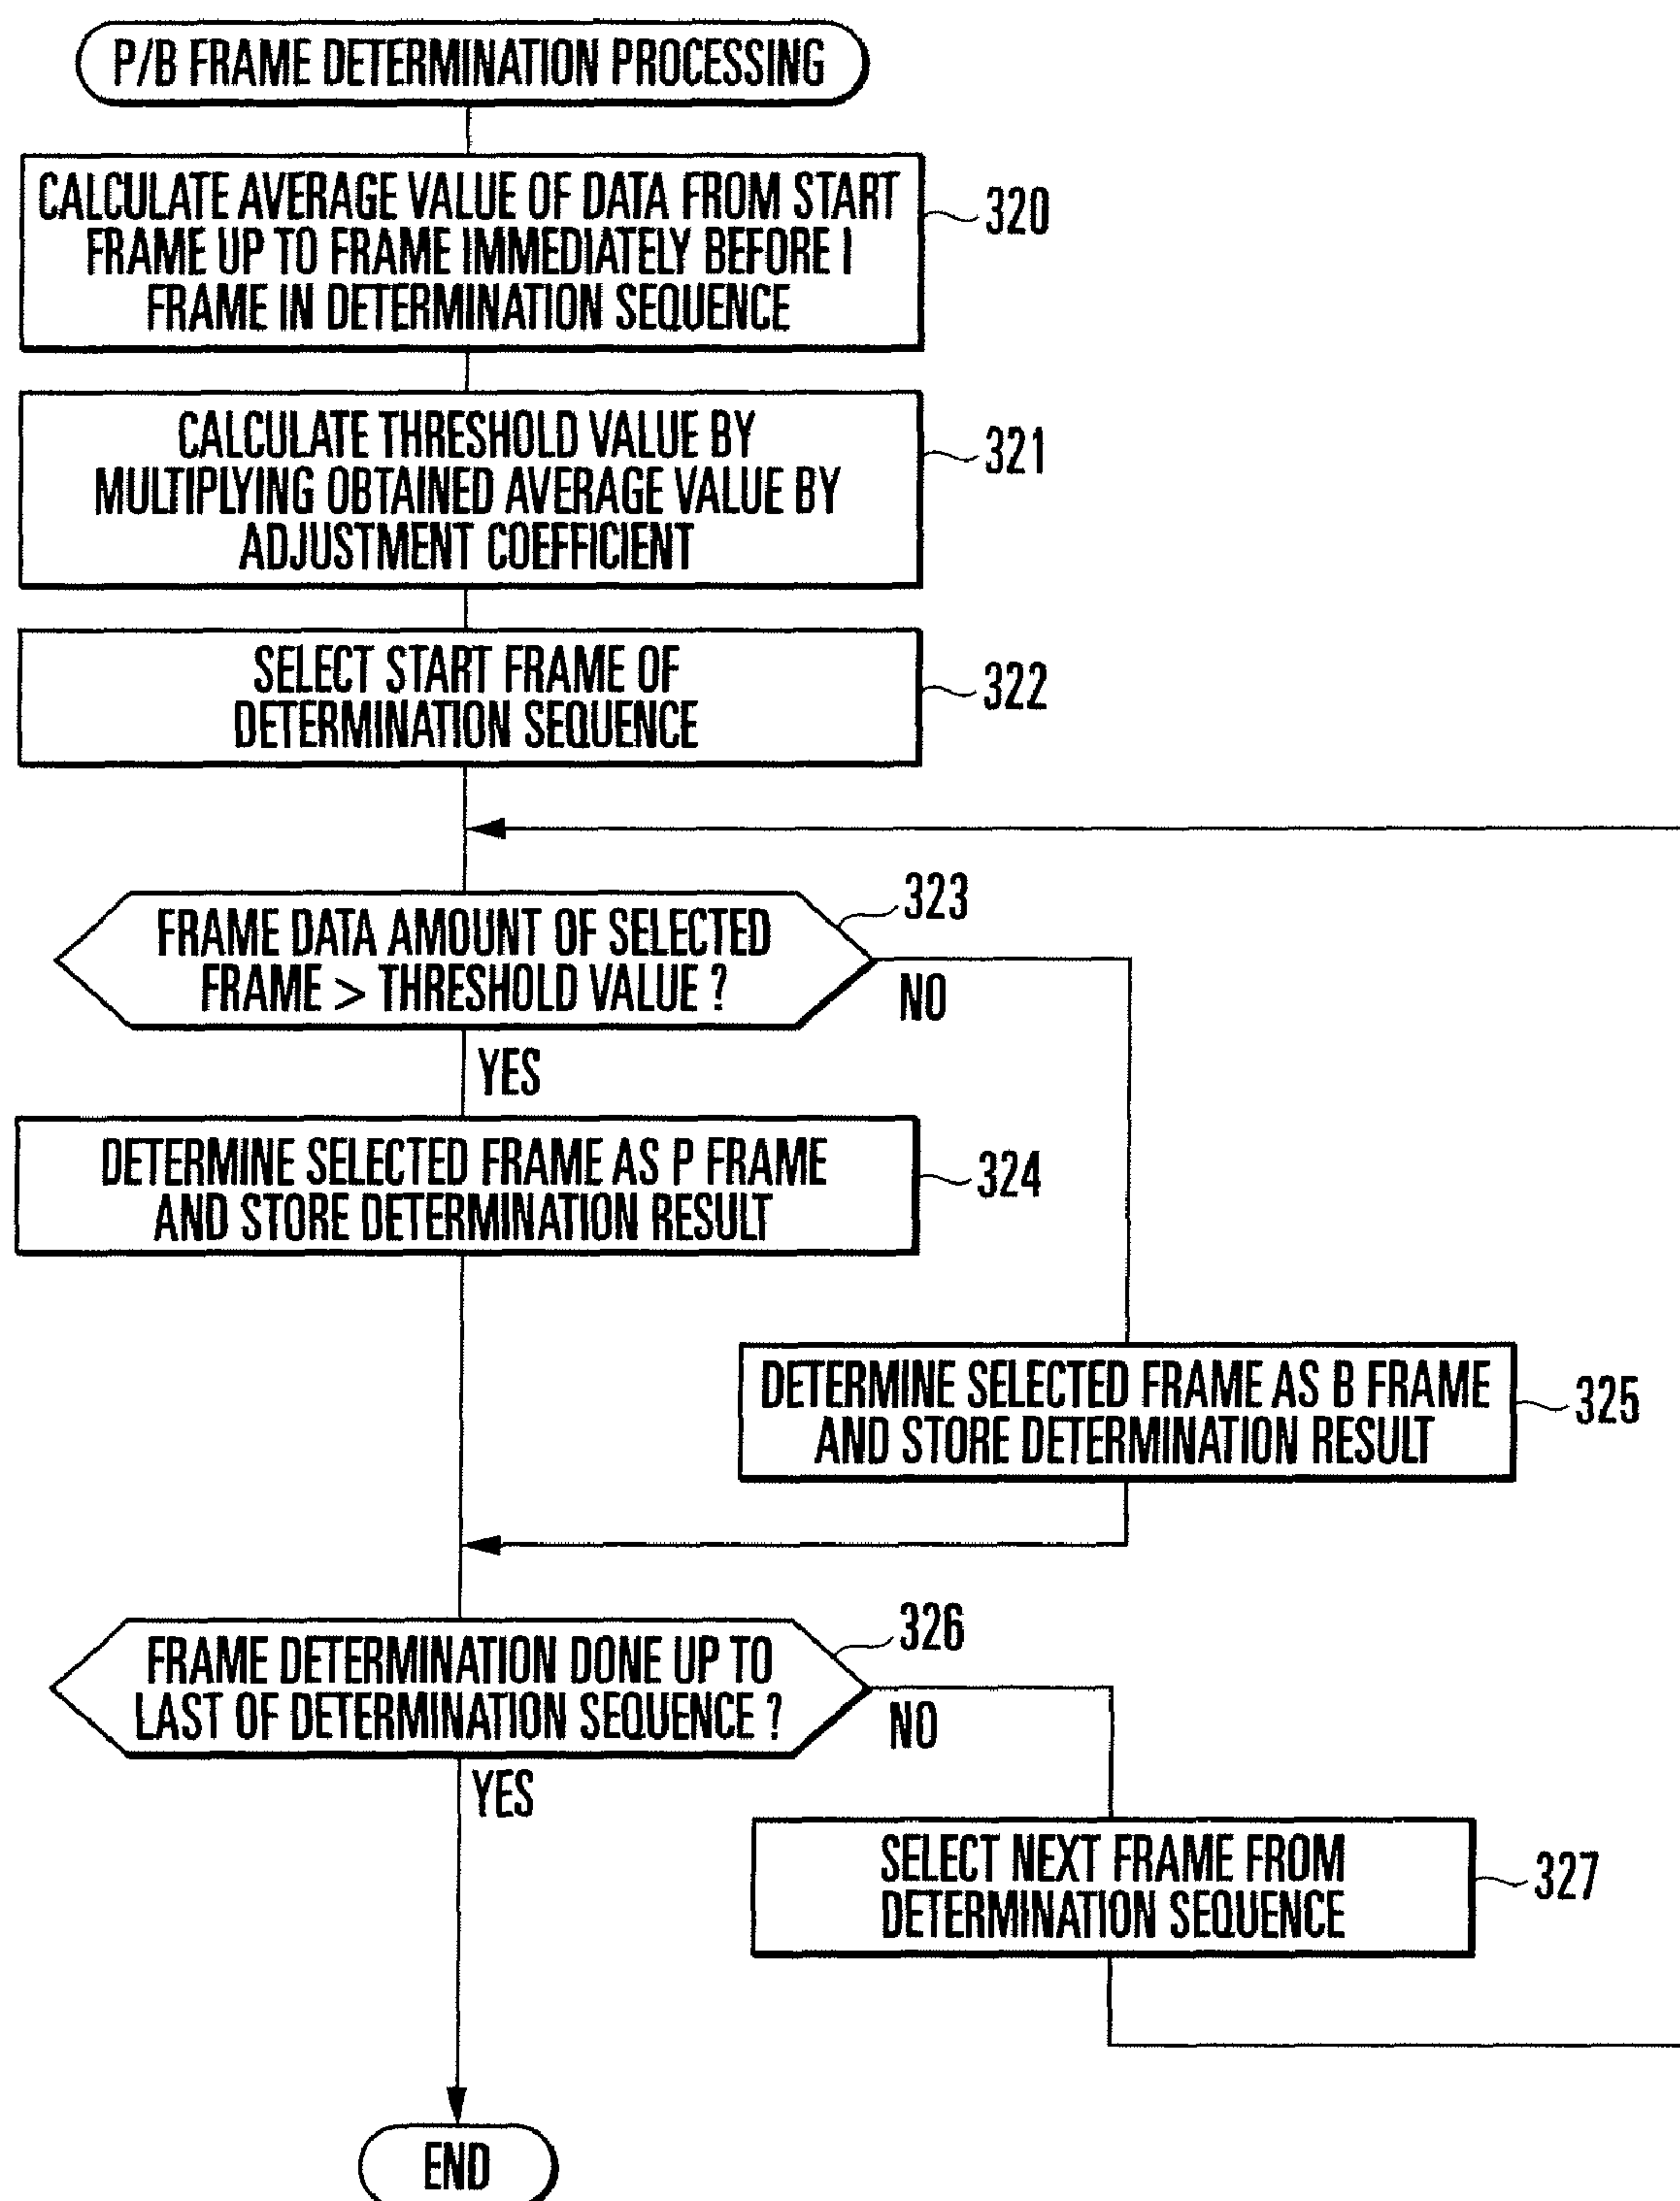 P/B FRAME DETERMINATION PROCESSING
CALCULATE AVERAGE VALUE OF DATA FROM START
FRAME UP TO FRAME IMMEDIATELY BEFORE I
FRAME IN DETERMINATION SEQUENCE
320
CALCULATE THRESHOLD VALUE BY
MULTIPLYING OBTAINED AVERAGE VALUE BY
ADJUSTMENT COEFFICIENT
321
SELECT START FRAME OF
DETERMINATION SEQUENCE
322
323
FRAME DATA AMOUNT OF SELECTED
FRAME > THRESHOLD VALUE ?
NO
YES
DETERMINE SELECTED FRAME AS P FRAME
AND STORE DETERMINATION RESULT
324
DETERMINE SELECTED FRAME AS B FRAME
AND STORE DETERMINATION RESULT
325
326
FRAME DETERMINATION DONE UP TO
LAST OF DETERMINATION SEQUENCE ?
NO
YES
SELECT NEXT FRAME FROM
DETERMINATION SEQUENCE
327
END